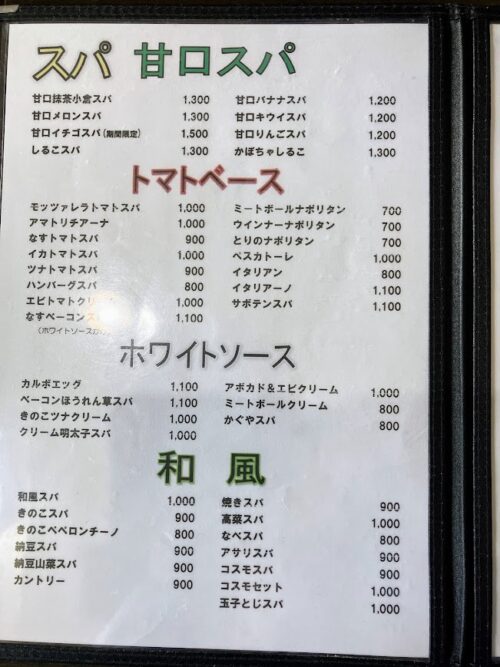 スパ 甘口スパ
甘口抹茶小倉スパ 1,300
甘口メロンスパ 1,300
甘口イチゴスパ(期間限定) 1,500
しるこスパ 1,300
甘口バナナスパ 1,200
甘口キウイスパ 1,200
甘口りんごスパ 1,200
かぼちゃしるこ 1,300
トマトベース
モッツァレラトマトスパ 1,000
アマトリチアーナ 1,000
なすトマトスパ 900
イカトマトスパ 1,000
ツナトマトスパ 900
ハンバーグスパ 800
エビトマトクリーム 1,000
なすベーコンス 1,100
(ホワイトソース
ミートボールナポリタン 700
ウインナーナポリタン 700
とりのナポリタン 700
ペスカトーレ 1,000
イタリアン 800
イタリアーノ 1,100
サボテンスパ 1,100
ホワイトソース
カルボエッグ 1,100
ベーコンほうれん草スパ 1,100
きのこツナクリーム 1,000
クリーム明太子スパ 1,000
アボカド&エビクリーム 1,000
ミートボールクリーム 800
かぐやスパ 800
和風
和風スパ 1,000
きのこスパ 900
きのこペペロンチーノ 800
納豆スパ 900
納豆山菜スパ 900
カントリー 900
焼きスパ 900
高菜スパ 1,000
なべスパ 800
アサリスパ 900
コスモスパ 900
コスモセット 1,000
玉子とじスパ 1,000